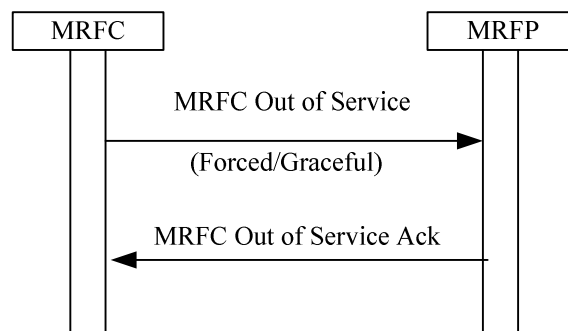 MRFC
MRFP
MRFC Out of Service
(Forced/Graceful)
MRFC Out of Service Ack